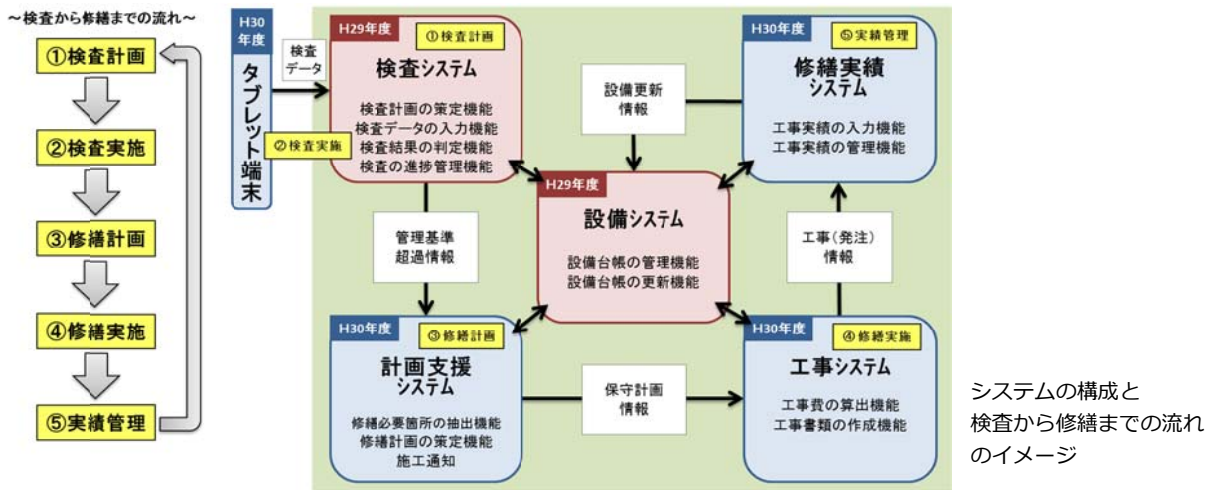 ～検査から修繕までの流れ～
①検査計画
②検査実施
③修繕計画
④修繕実施
⑤実績管理
H30
年度
タブレット端末
検査
データ
②検査実施
H29年度
①検査計画
検査システム
検査計画の策定機能
検査データの入力機能
検査結果の判定機能
検査の進捗管理機能
設備更新
情報
H30年度
⑤実績管理
修繕実績
システム
工事実績の入力機能
工事実績の管理機能
H29年度
設備システム
設備台帳の管理機能
設備台帳の更新機能
管理基準
超過情報
工事(発注)
情報
H30年度
③修繕計画
計画支援
システム
修繕必要箇所の抽出機能
修繕計画の策定機能
施工通知
保守計画
情報
H30年度
④修繕実施
工事システム
工事費の算出機能
工事書類の作成機能
システムの構成と
検査から修繕までの流れ
のイメージ